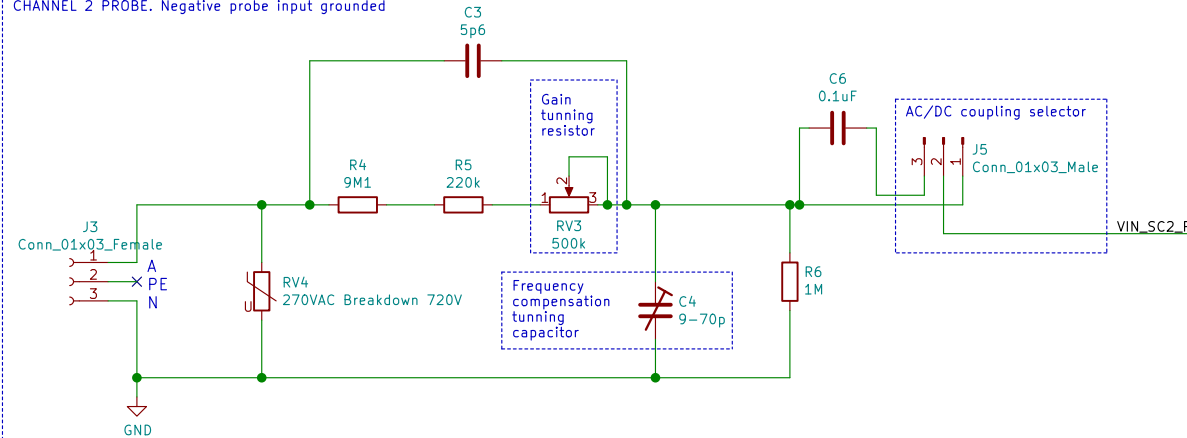 CHANNEL 2 PROBE. Negative probe input grounded
C3
5p6
C6
0.1uF
Gain
tunning
resistor
AC/DC coupling selector
3
2
1
J5
Conn_01x03_Male
R4
9M1
R5
220k
1
2
3
RV3
500k
J3
Conn_01x03_Female
1
2
3
A
PE
N
U
RV4
270VAC Breakdown 720V
Frequency
compensation
tunning
capacitor
C4
9-70p
R6
1M
VIN_SC2_
GND